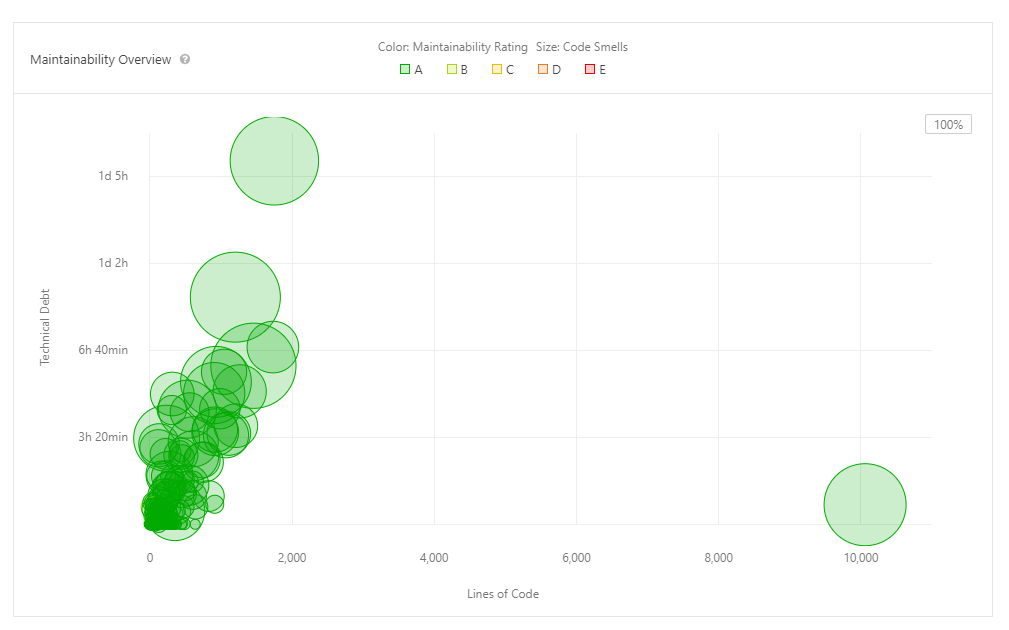 Maintainability Overview ?
Color: Maintainability Rating Size: Code Smells
A B C D E
100%
1d 5h
1d 2h
6h 40min
3h 20min
Technical Debt
0 2,000 4,000 6,000 8,000 10,000
Lines of Code